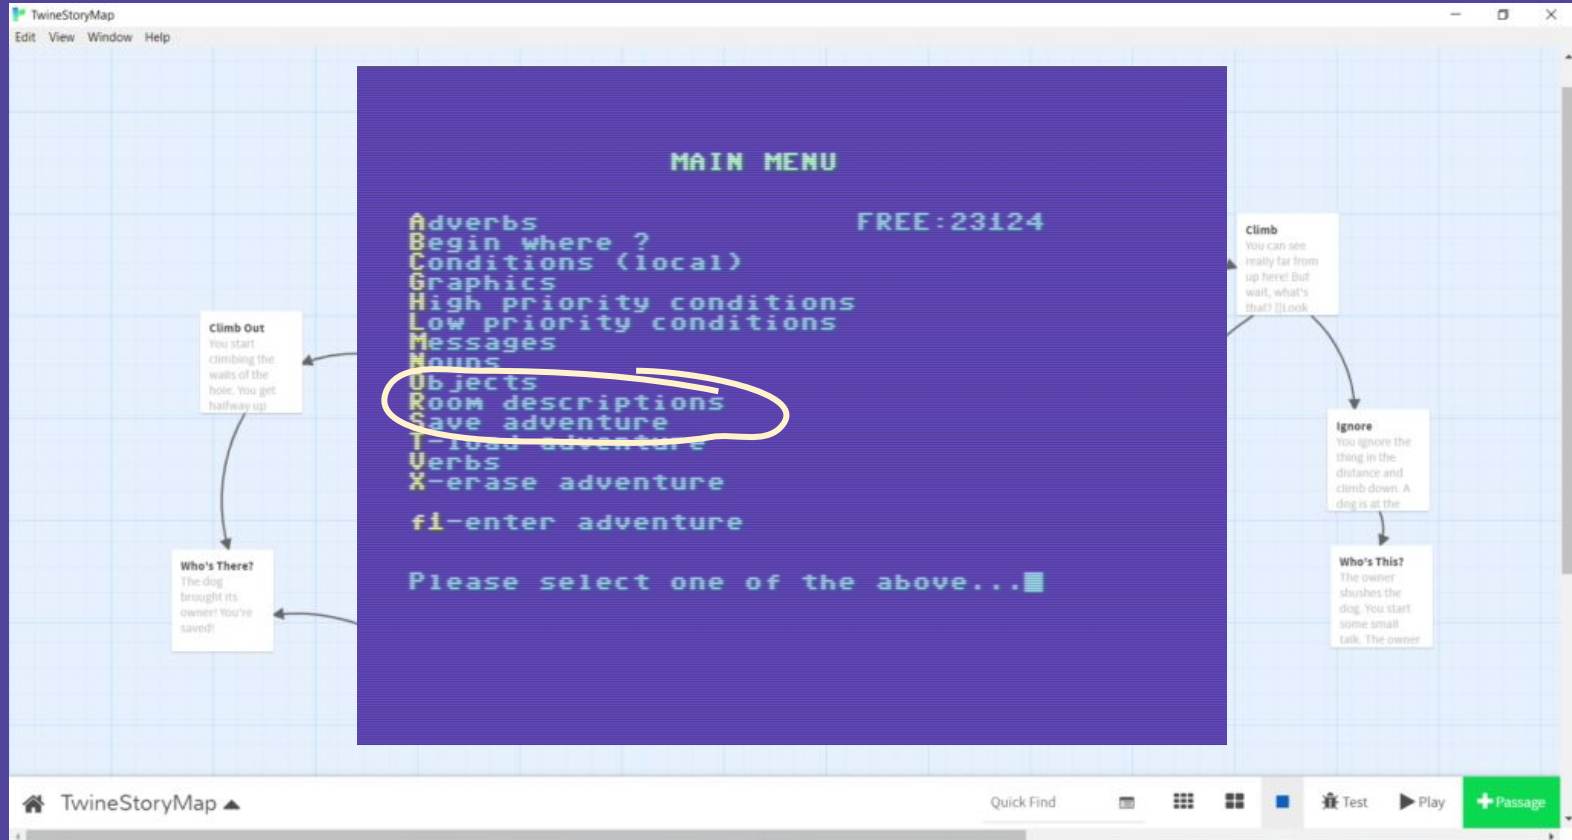 TwineStoryMap
Edit View Window Help
MAIN MENU
Adverbs FREE:23124
Begin where ?
Conditions (local)
Graphics
High priority conditions
Low priority conditions
Messages
Nouns
Objects
Room descriptions
Save adventure
T-load adventure
Verbs
X-erase adventure
f1-enter adventure
Please select one of the above...
Climb Out
You start
climbing the
walls of the
hole. You get
halfway up
Who's There?
The dog
brought its
owner! You're
saved!
Climb
You can see
really far from
up here! But
wait, what's
that? [[Look
Ignore
You ignore the
thing in the
distance and
climb down. A
dog is at the
Who's This?
The owner
shushes the
dog. You start
some small
talk. The owner
TwineStoryMap
Quick Find
Test
Play
Passage